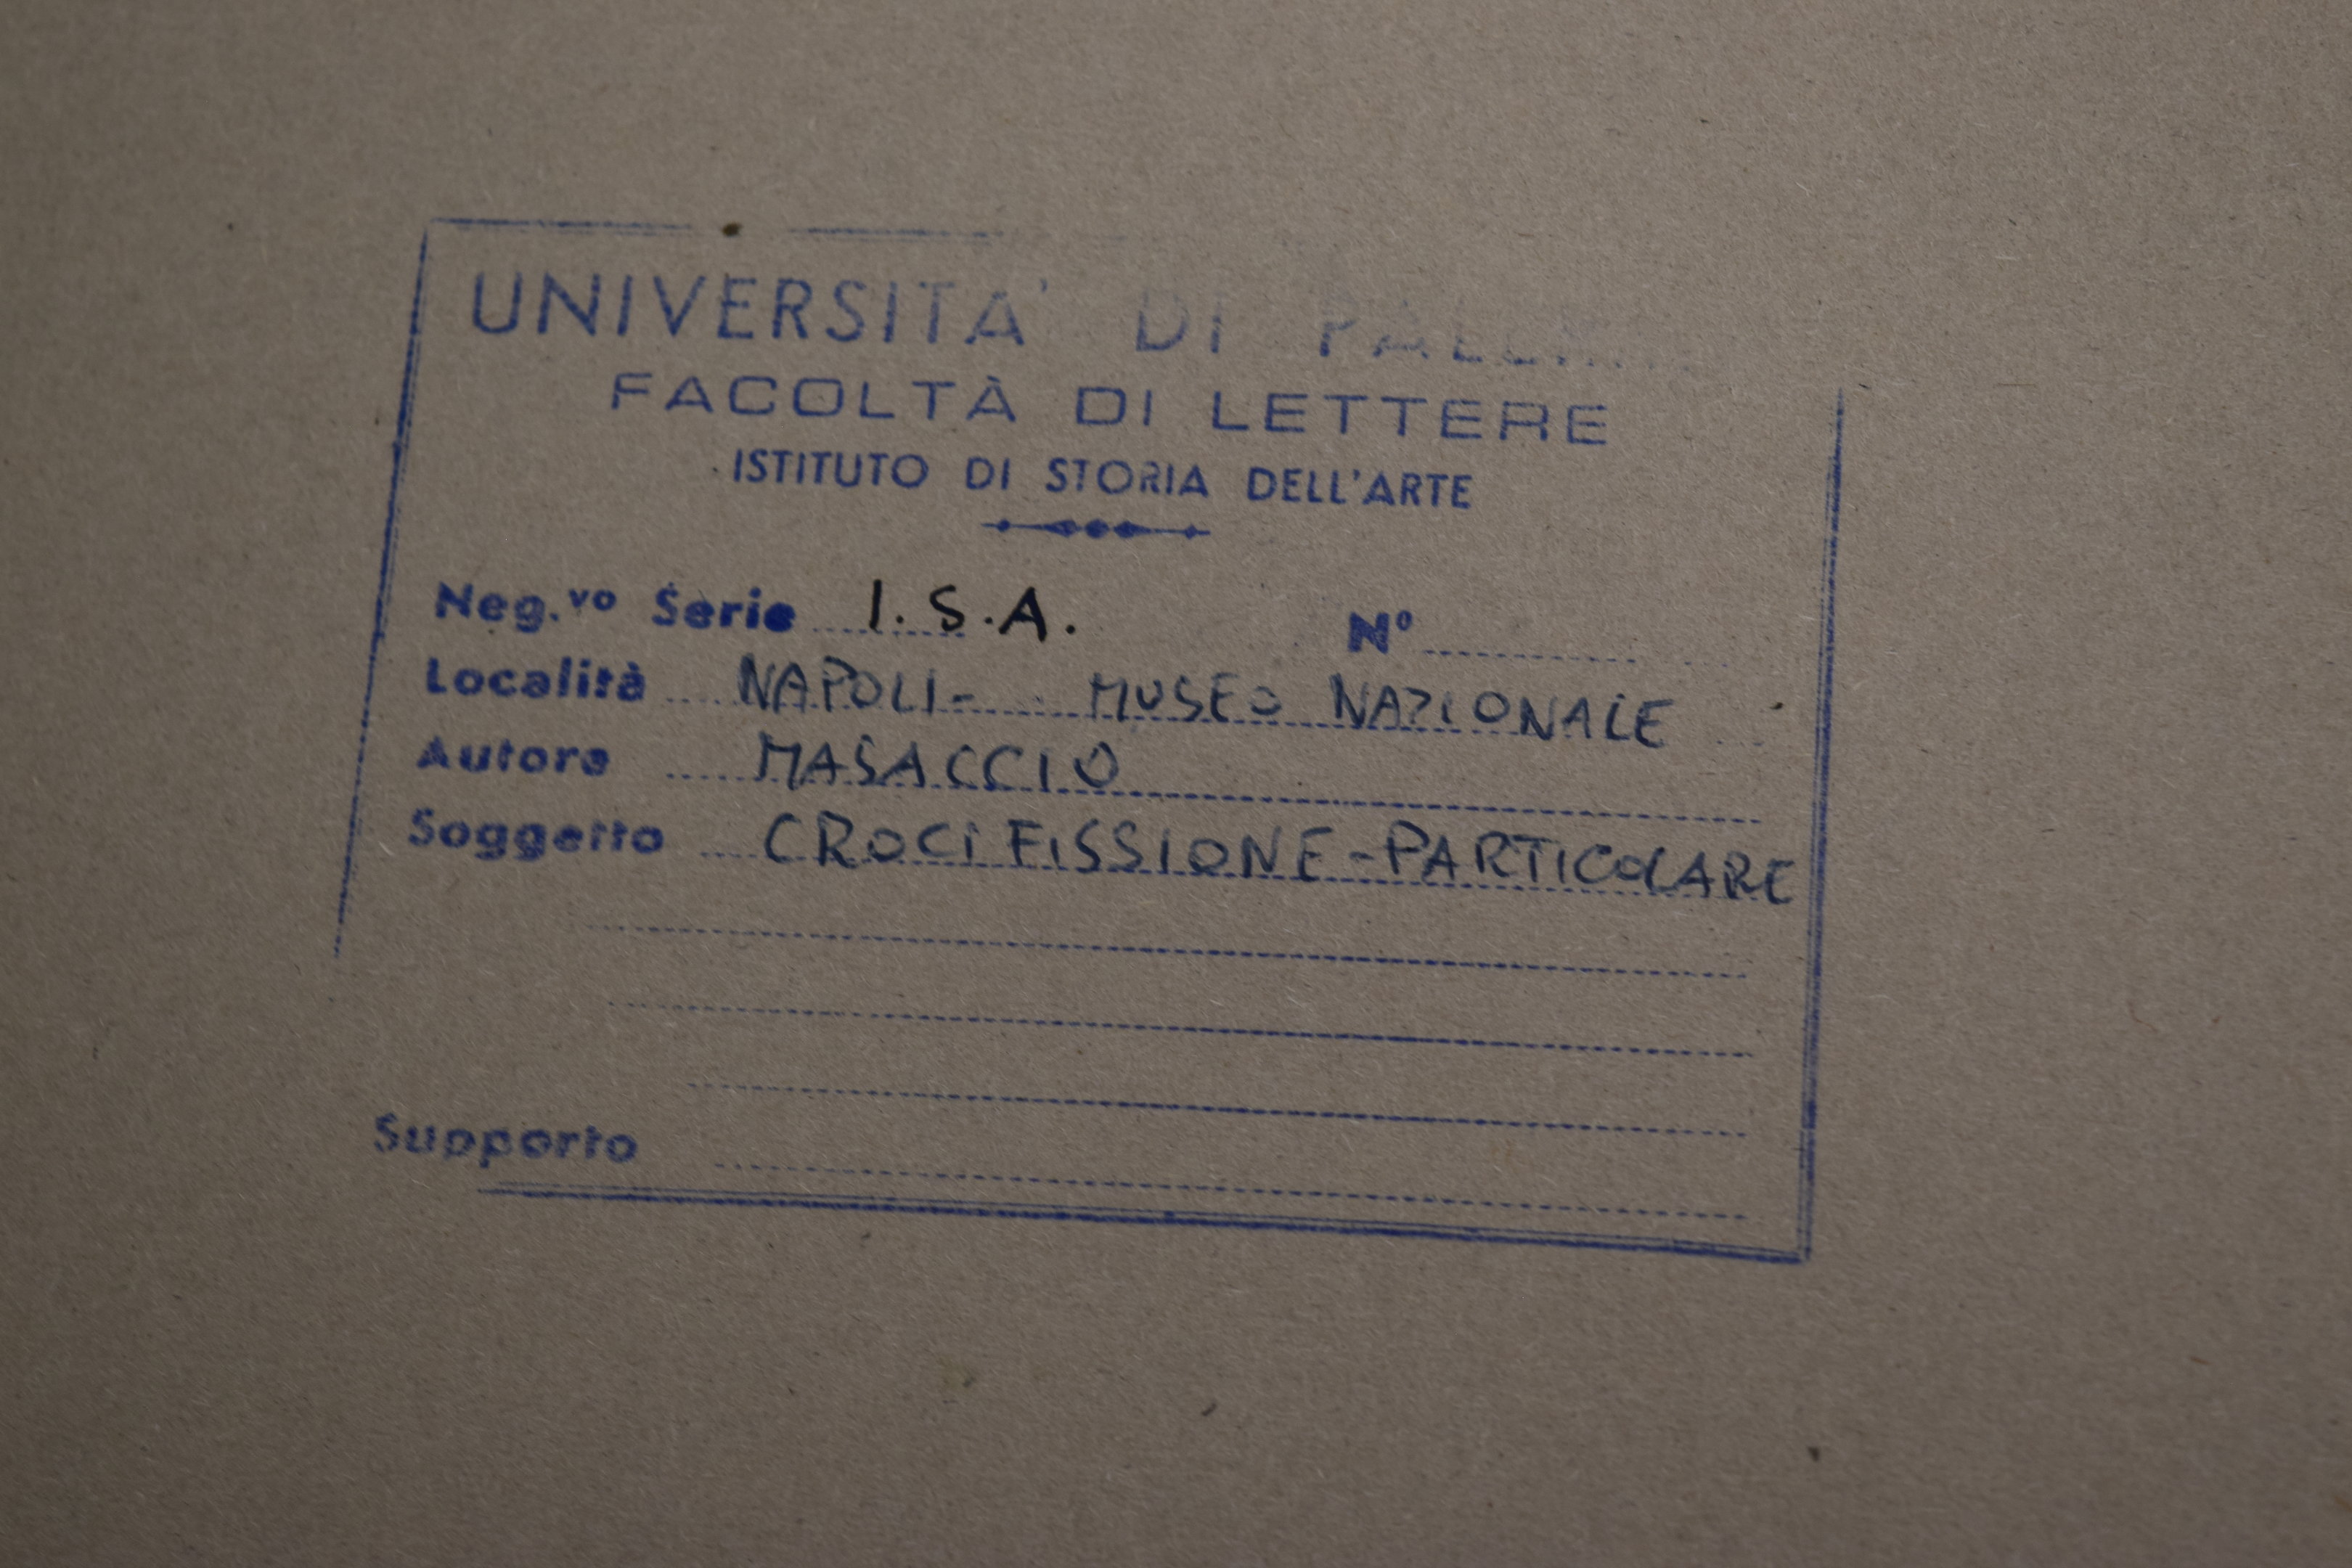 UNIVERSITA' DI
FACOLTÀ DI LETTERE
ISTITUTO DI STORIA DELL'ARTE
Neg.vo Serie I.S.A. No
Località NAPOLI- MUSEO NAZIONALE
Autore MASACCIO
Soggetto CROCIFISSIONE-PARTICOLARE
Supporto